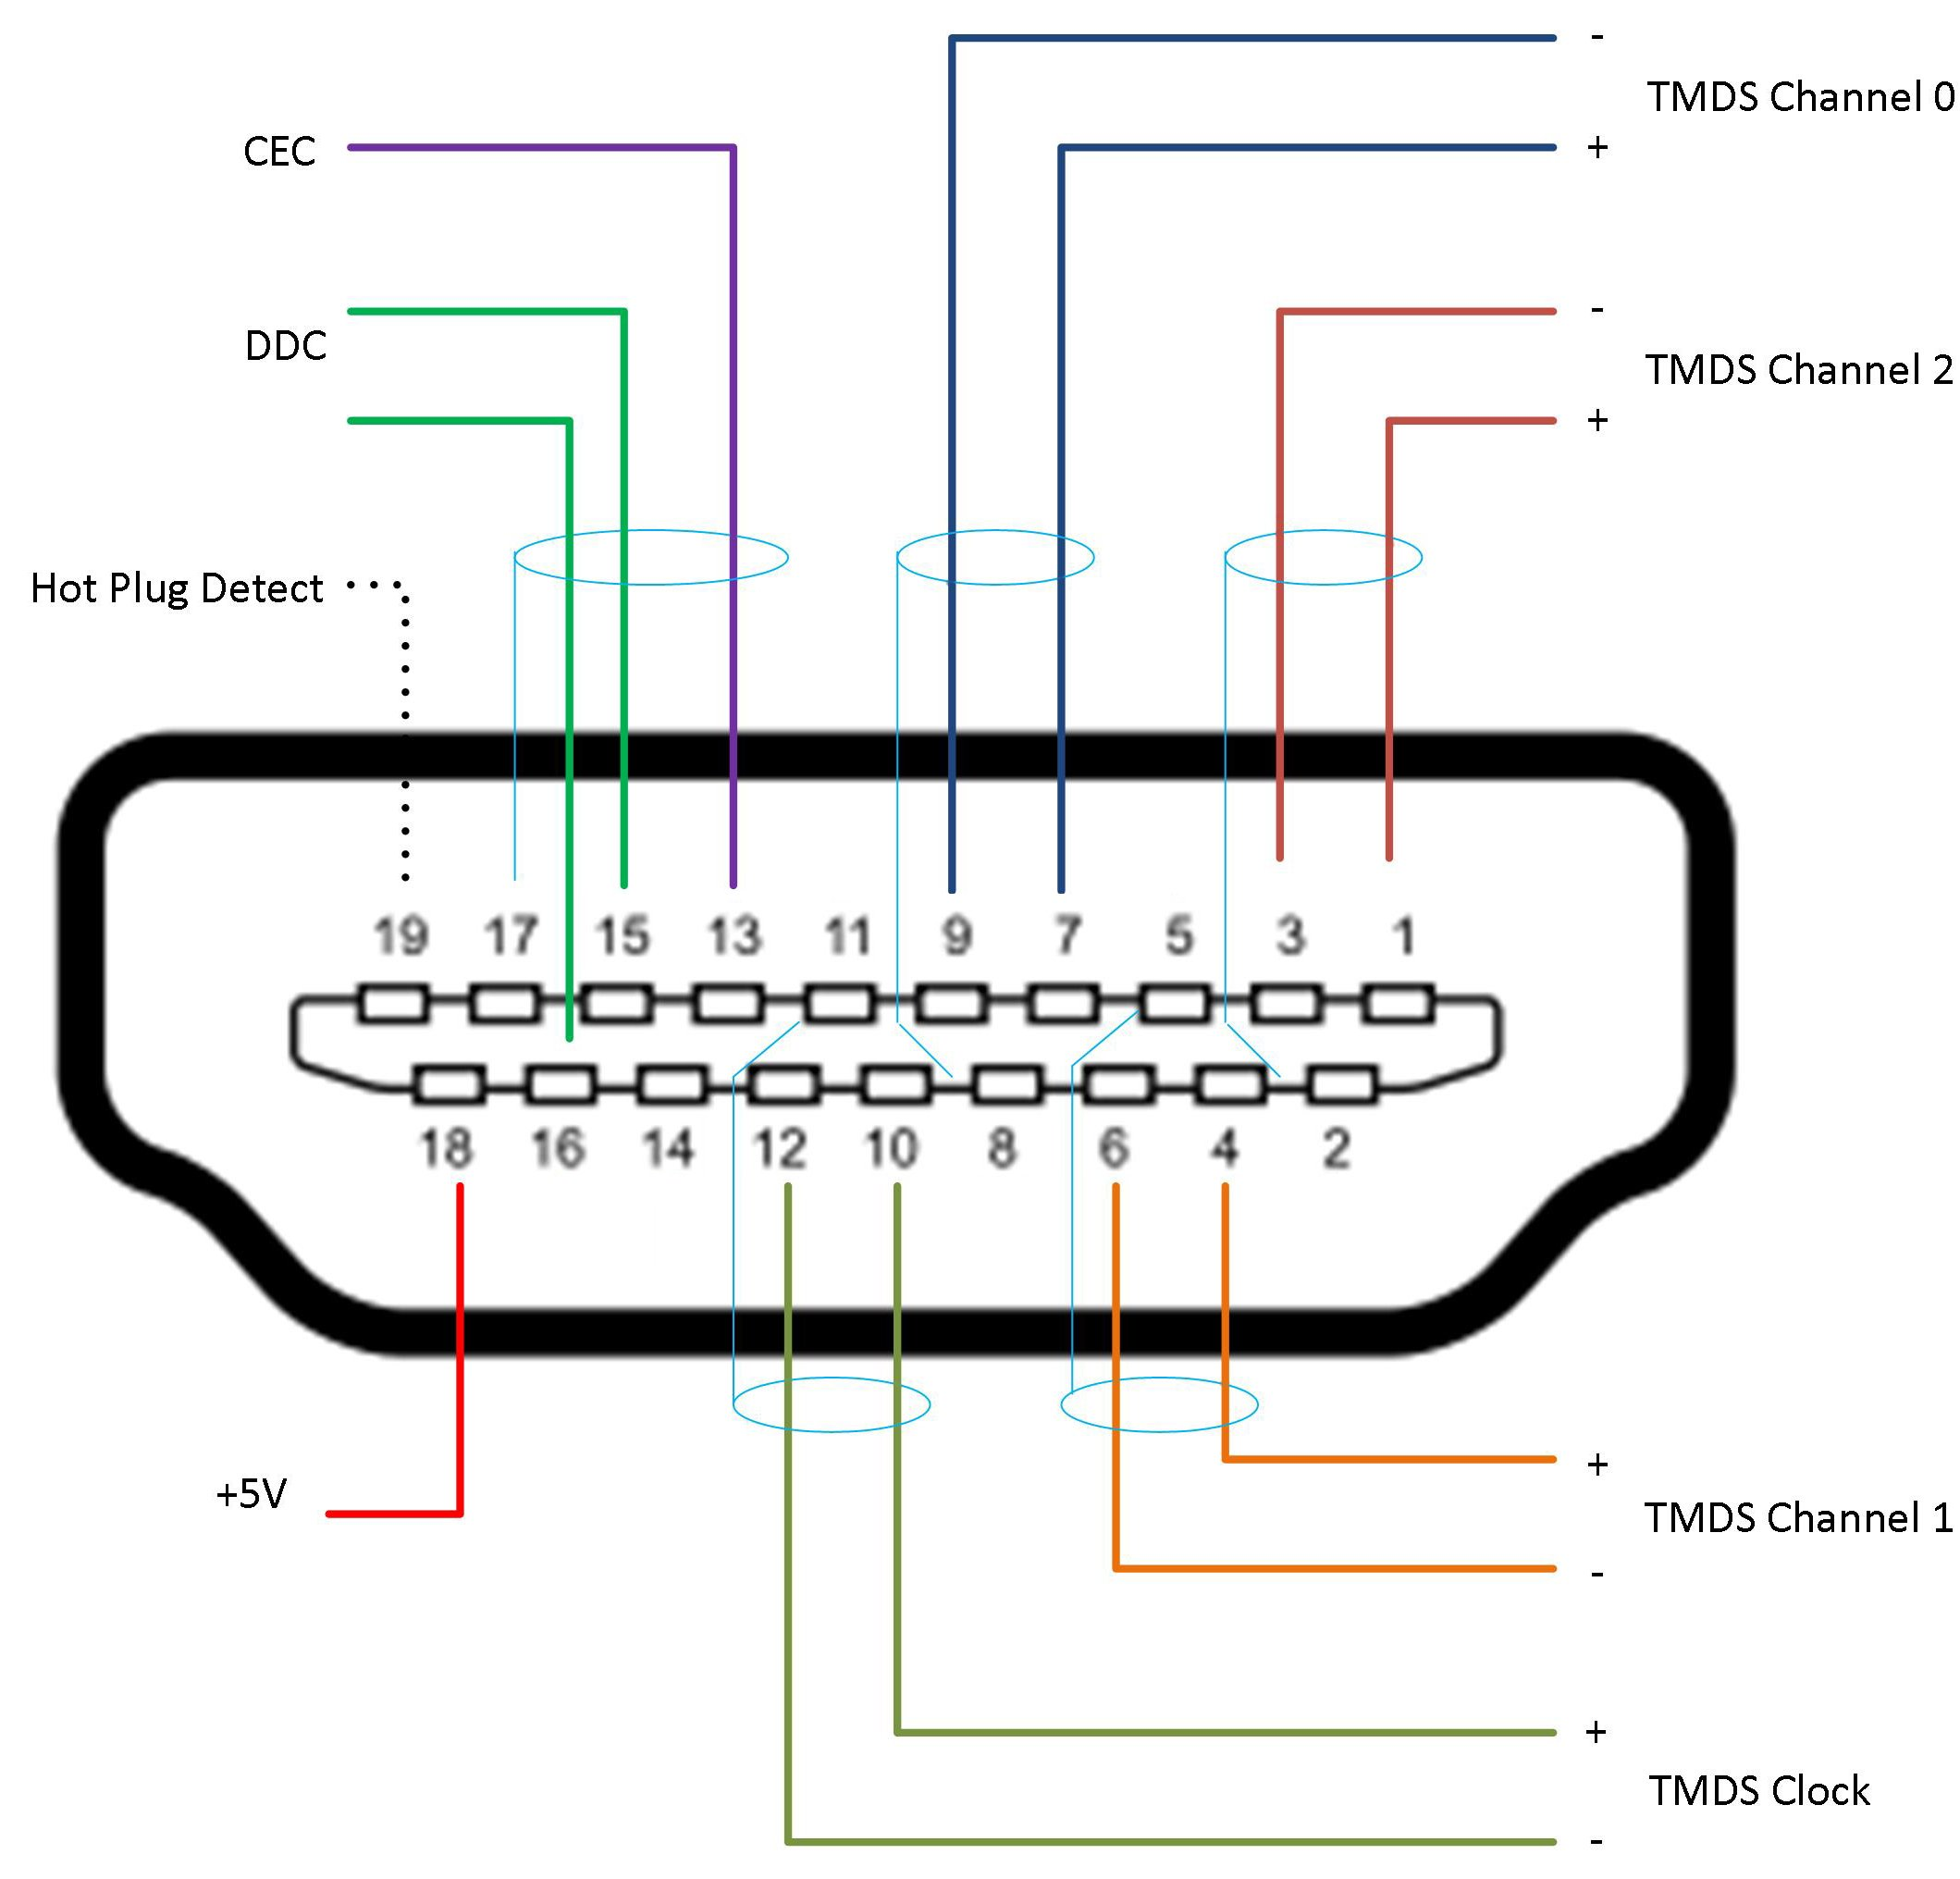 -
TMDS Channel 0
CEC
+
-
DDC
TMDS Channel 2
+
Hot Plug Detect
19 17 15 13 11 9 7 5 3 1
18 16 14 12 10 8 6 4 2
+
+5V
TMDS Channel 1
-
+
TMDS Clock
-